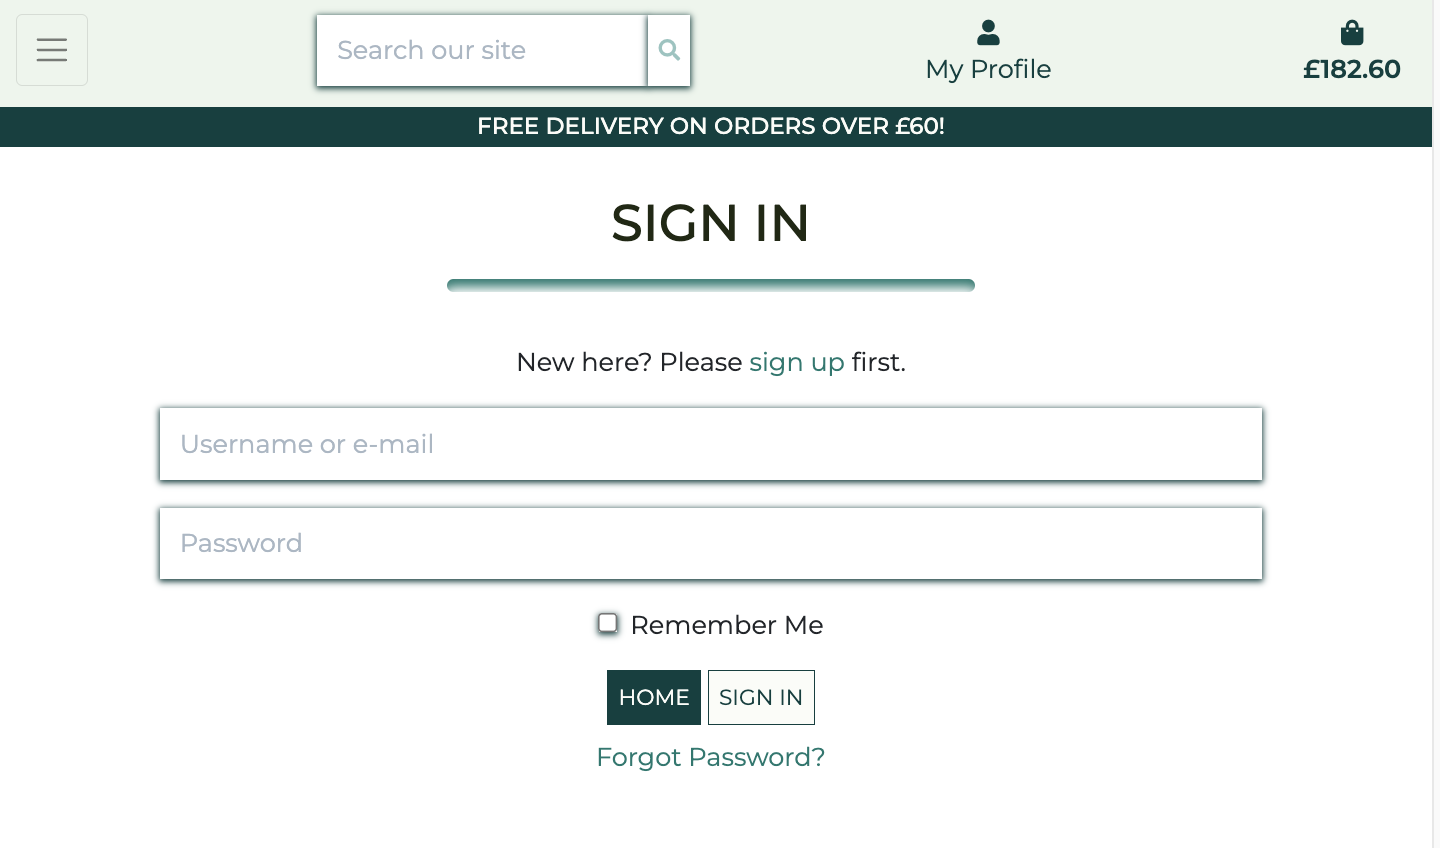 Search our site
My Profile
£182.60
FREE DELIVERY ON ORDERS OVER £60!
SIGN IN
New here? Please sign up first.
Username or e-mail
Password
Remember Me
HOME SIGN IN
Forgot Password?